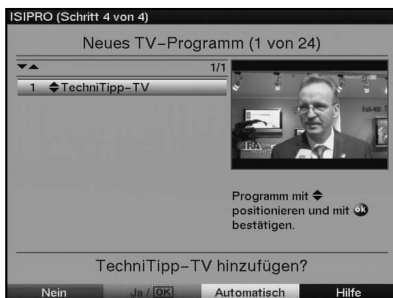 ISIPRO (Schritt 4 von 4)
Neues TV-Programm (1 von 24)
1/1
1 TechniTipp-TV
Programm mit
positionieren und mit ok
bestätigen.
TechniTipp-TV hinzufügen?
Nein Ja / OK Automatisch Hilfe